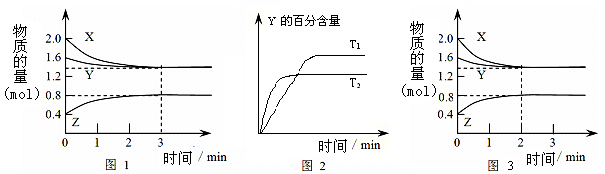 物质的量(mol)
2.0
1.6
1.2
0.8
0.4
X
Y
Z
0 1 2 3
时间/min
图 1
Y 的百分含量
T₁
T₂
时间/min
图 2
物质的量(mol)
2.0
1.6
1.2
0.8
0.4
X
Y
Z
0 1 2 3
时间/min
图 3